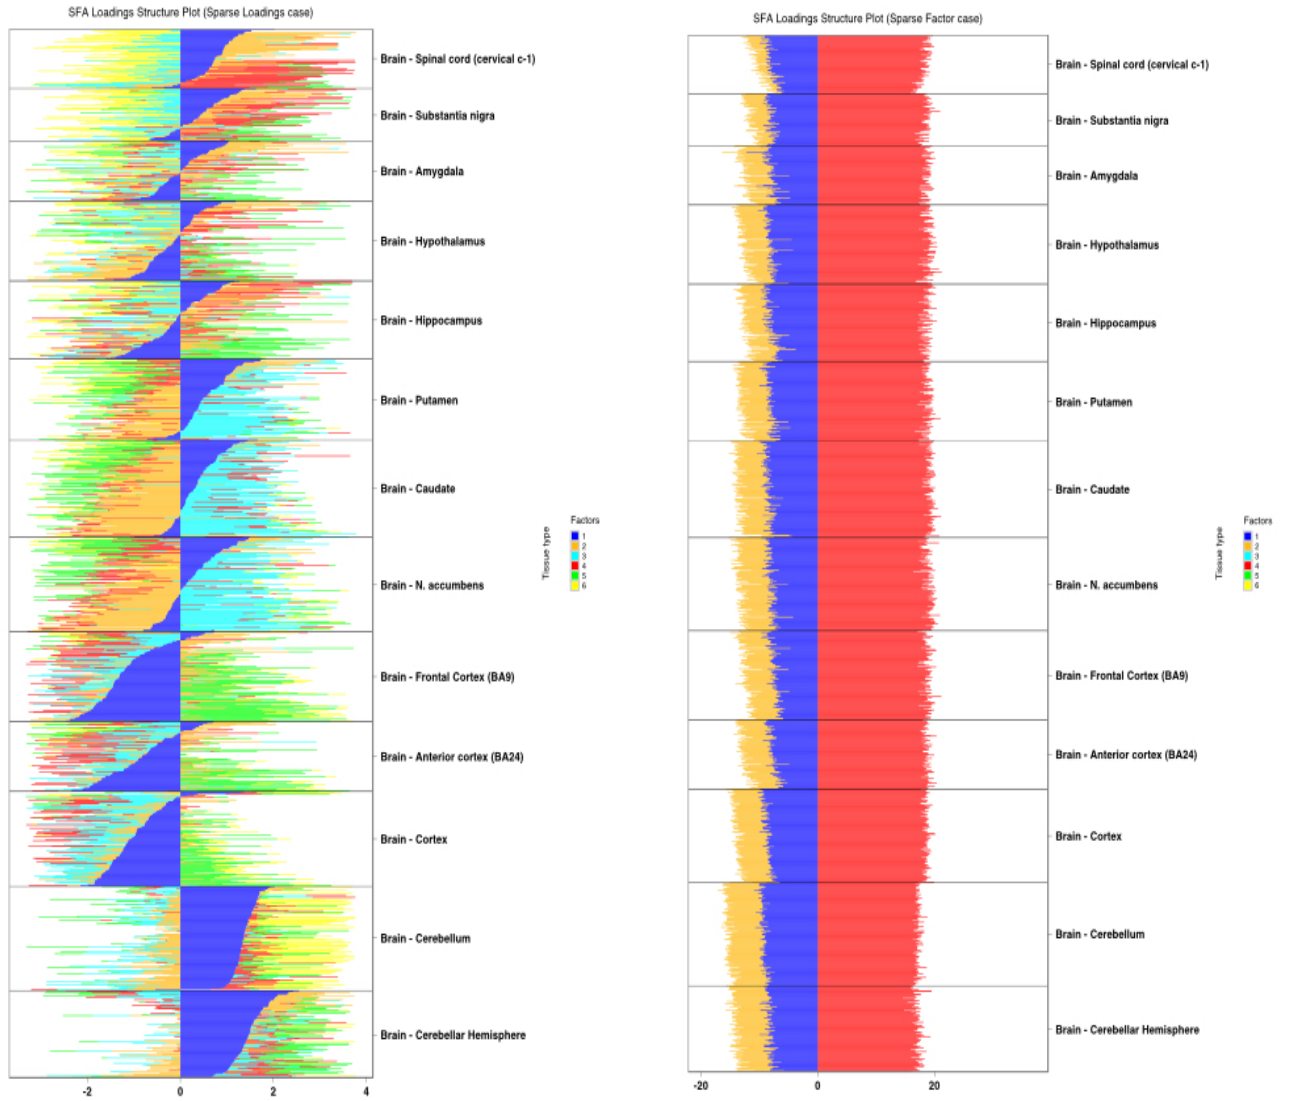 SFA Loadings Structure Plot (Sparse Loadings case)
Brain - Spinal cord (cervical c-1)
Brain - Substantia nigra
Brain - Amygdala
Brain - Hypothalamus
Brain - Hippocampus
Brain - Putamen
Brain - Caudate
Brain - N. accumbens
Brain - Frontal Cortex (BA9)
Brain - Anterior cortex (BA24)
Brain - Cortex
Brain - Cerebellum
Brain - Cerebellar Hemisphere
-2 0 2 4
Tissue type
Factors
1
2
3
4
5
6
SFA Loadings Structure Plot (Sparse Factor case)
Brain - Spinal cord (cervical c-1)
Brain - Substantia nigra
Brain - Amygdala
Brain - Hypothalamus
Brain - Hippocampus
Brain - Putamen
Brain - Caudate
Brain - N. accumbens
Brain - Frontal Cortex (BA9)
Brain - Anterior cortex (BA24)
Brain - Cortex
Brain - Cerebellum
Brain - Cerebellar Hemisphere
-20 0 20
Tissue type
Factors
1
2
3
4
5
6